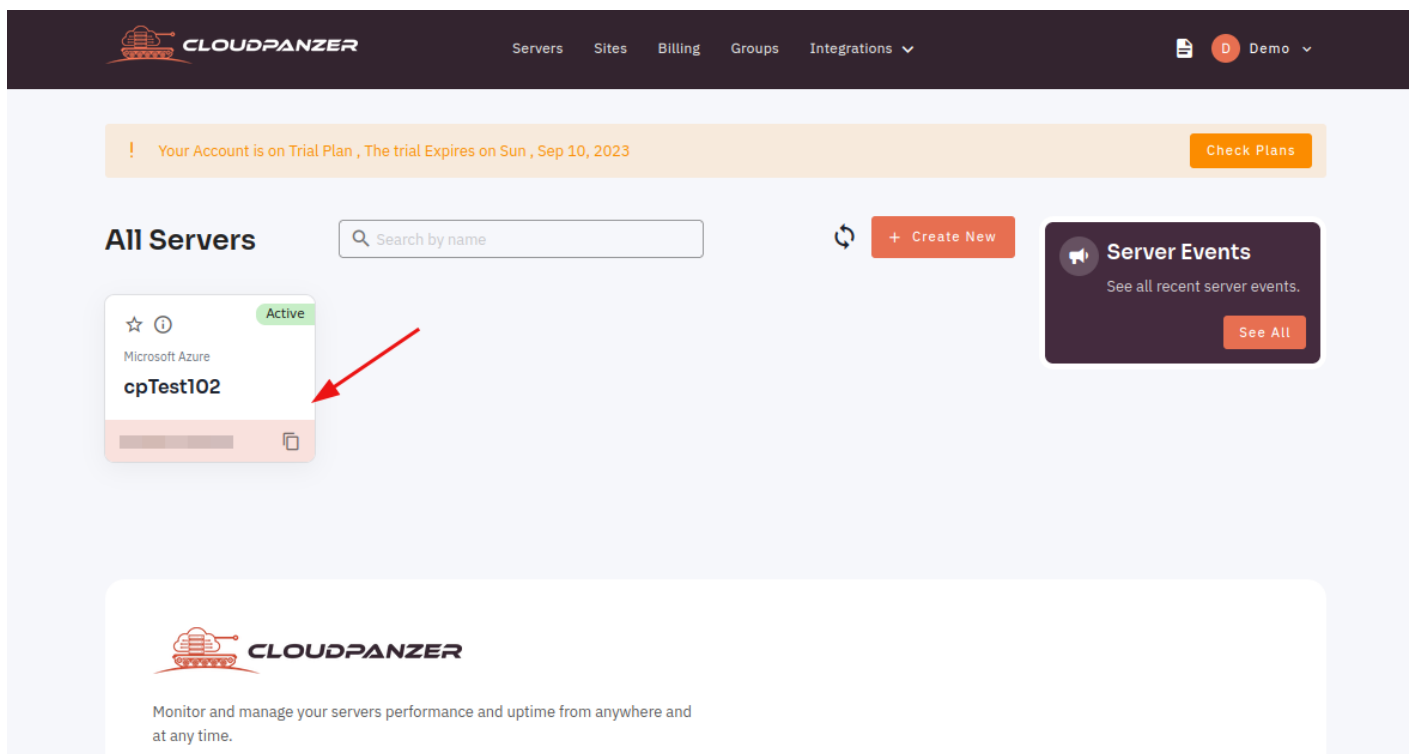 CLOUDPANZER
Servers Sites Billing Groups Integrations
D Demo
! Your Account is on Trial Plan , The trial Expires on Sun , Sep 10, 2023
Check Plans
All Servers
Search by name
+ Create New
Server Events
See all recent server events.
See All
Active
Microsoft Azure
cpTest102
CLOUDPANZER
Monitor and manage your servers performance and uptime from anywhere and
at any time.